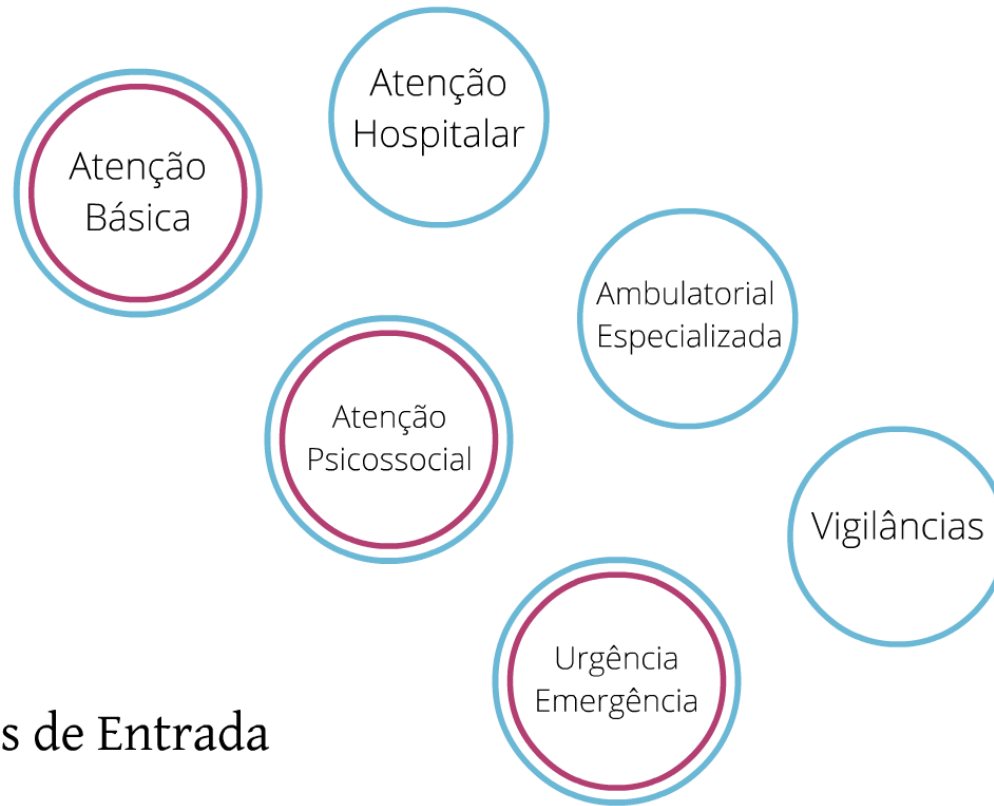 Atenção
Hospitalar
Atenção
Básica
Ambulatorial
Especializada
Atenção
Psicossocial
Vigilâncias
Urgência
Emergência
s de Entrada